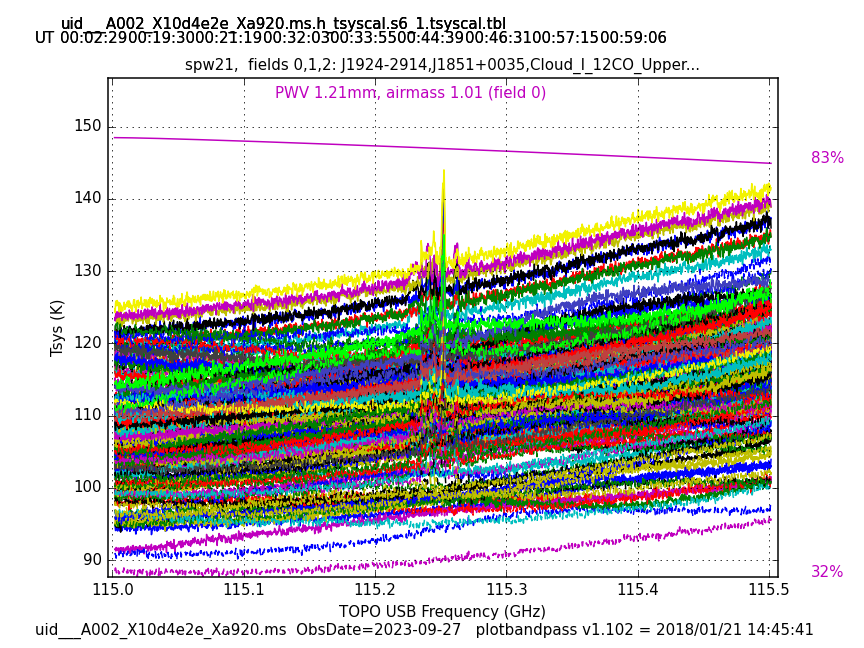 uid___A002_X10d4e2e_Xa920.ms.h_tsyscal.s6_1.tsyscal.tbl
UT 00:02:2900:19:3000:21:1900:32:0300:33:5500:44:3900:46:3100:57:1500:59:06
spw21,  fields 0,1,2: J1924-2914,J1851+0035,Cloud_I_12CO_Upper...
PWV 1.21mm, airmass 1.01 (field 0)
150
83%
140
130
Tsys (K)
120
110
100
90
32%
115.0 115.1 115.2 115.3 115.4 115.5
TOPO USB Frequency (GHz)
uid___A002_X10d4e2e_Xa920.ms  ObsDate=2023-09-27   plotbandpass v1.102 = 2018/01/21 14:45:41